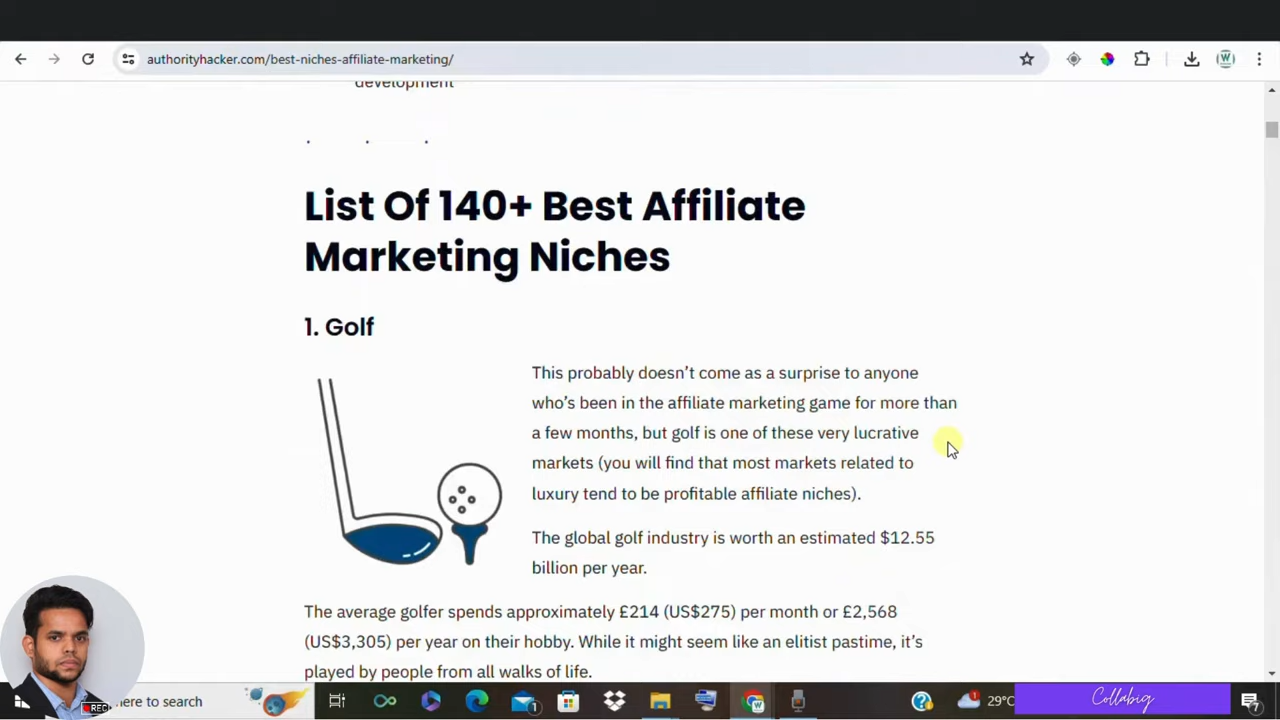 authorityhacker.com/best-niches-affiliate-marketing/
W
development
List Of 140+ Best Affiliate
Marketing Niches
1. Golf
This probably doesn’t come as a surprise to anyone
who’s been in the affiliate marketing game for more than
a few months, but golf is one of these very lucrative
markets (you will find that most markets related to
luxury tend to be profitable affiliate niches).
The global golf industry is worth an estimated $12.55
billion per year.
The average golfer spends approximately £214 (US$275) per month or £2,568
(US$3,305) per year on their hobby. While it might seem like an elitist pastime, it’s
played by people from all walks of life.
REC
here to search
1
29°C
Collabig
7